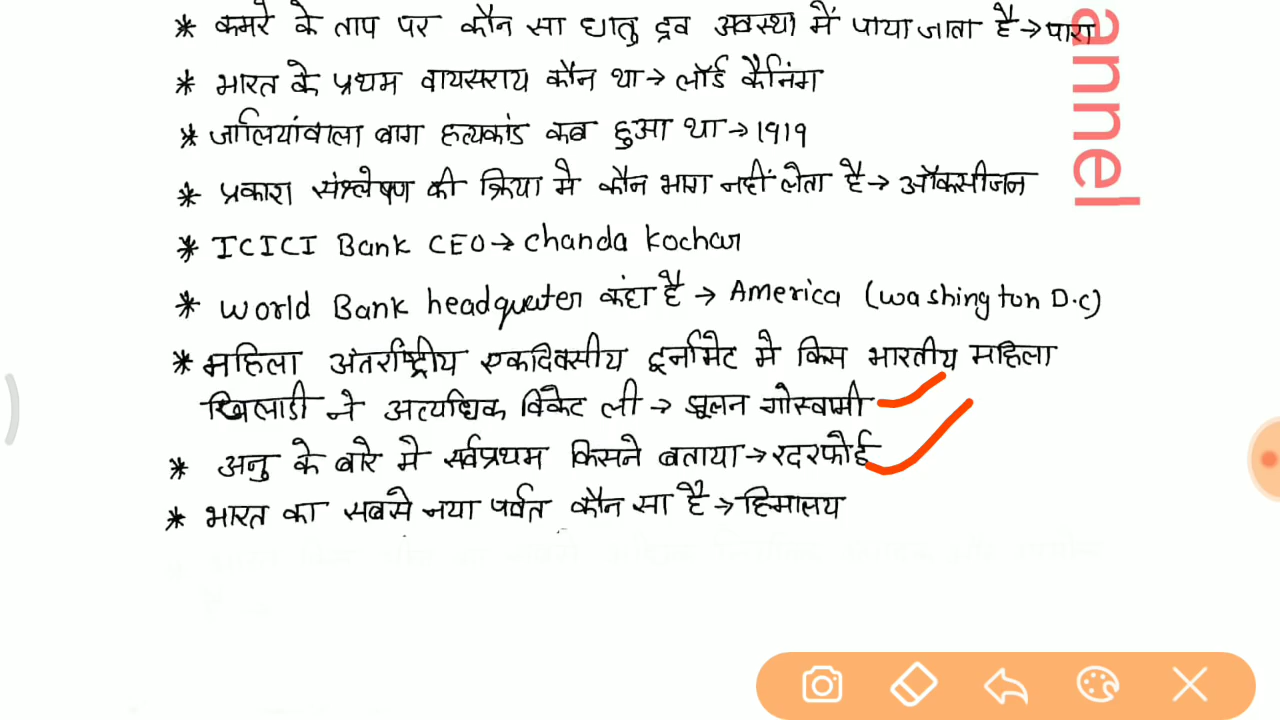 * कमरे के ताप पर कौन सा धातु द्रव अवस्था में पाया जाता है → पारा
* भारत के प्रथम वायसराय कौन था → लॉर्ड कैनिंग
* जालियांवाला बाग हत्यकांड कब हुआ था → 1919
* प्रकाश संश्लेषण की क्रिया मे कौन भाग नहीं लेता है → ऑक्सीजन
* ICICI Bank CEO → Chanda Kochar
* World Bank headquater कंहा है → America (washington D.C)
* महिला अंतर्राष्ट्रीय एकदिवसीय टूर्नामेंट मे किस भारतीय महिला
खिलाडी ने अत्यधिक विकेट ली → झूलन गोस्वामी
* अनु के बारे मे सर्वप्रथम किसने बताया → रदरफोर्ड
* भारत का सबसे नया पर्वत कौन सा है → हिमालय
annel